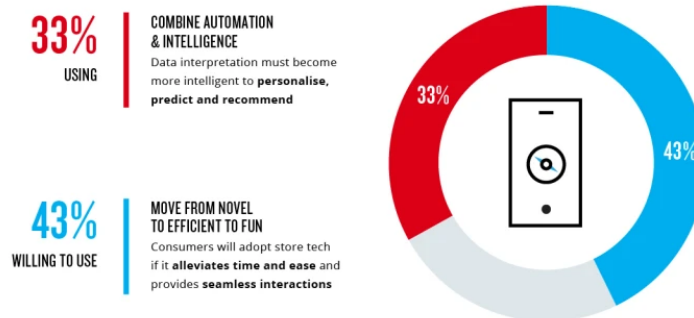 33%
USING
COMBINE AUTOMATION
& INTELLIGENCE
Data interpretation must become
more intelligent to personalise,
predict and recommend
43%
WILLING TO USE
MOVE FROM NOVEL
TO EFFICIENT TO FUN
Consumers will adopt store tech
if it alleviates time and ease and
provides seamless interactions
33%
43%